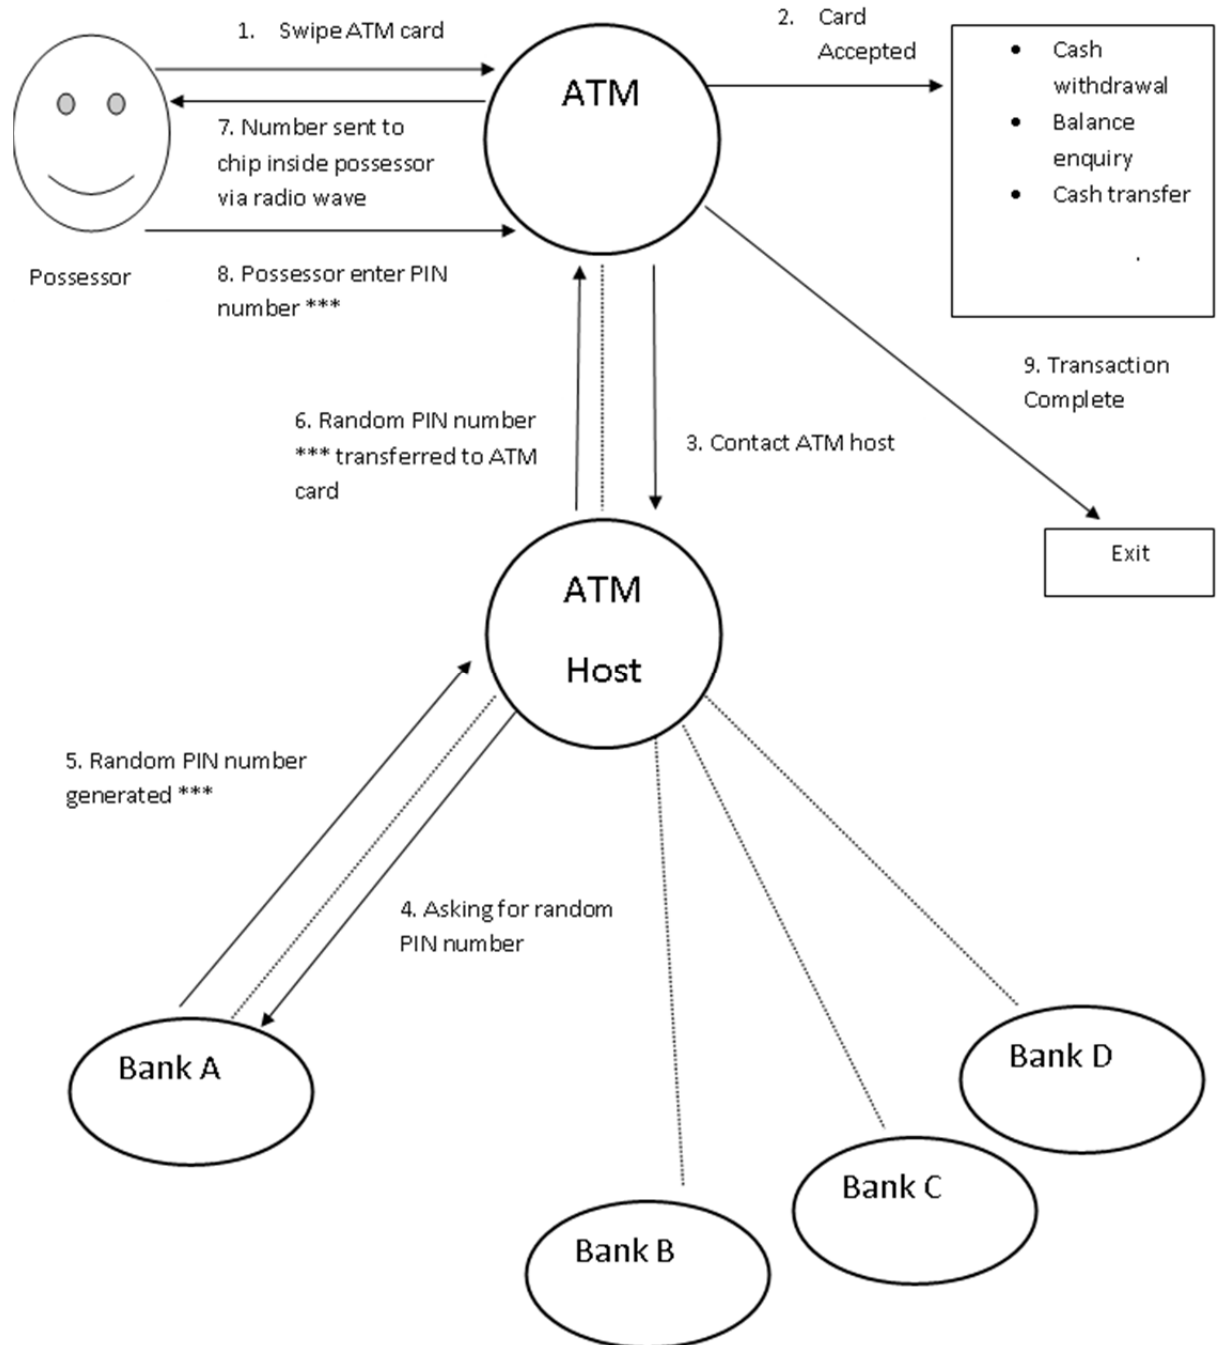 1. Swipe ATM card
2. Card
Accepted
ATM
• Cash
withdrawal
• Balance
enquiry
• Cash transfer
.
7. Number sent to
chip inside possessor
via radio wave
Possessor
8. Possessor enter PIN
number ***
9. Transaction
Complete
6. Random PIN number
*** transferred to ATM
card
3. Contact ATM host
Exit
ATM
Host
5. Random PIN number
generated ***
4. Asking for random
PIN number
Bank A
Bank D
Bank C
Bank B